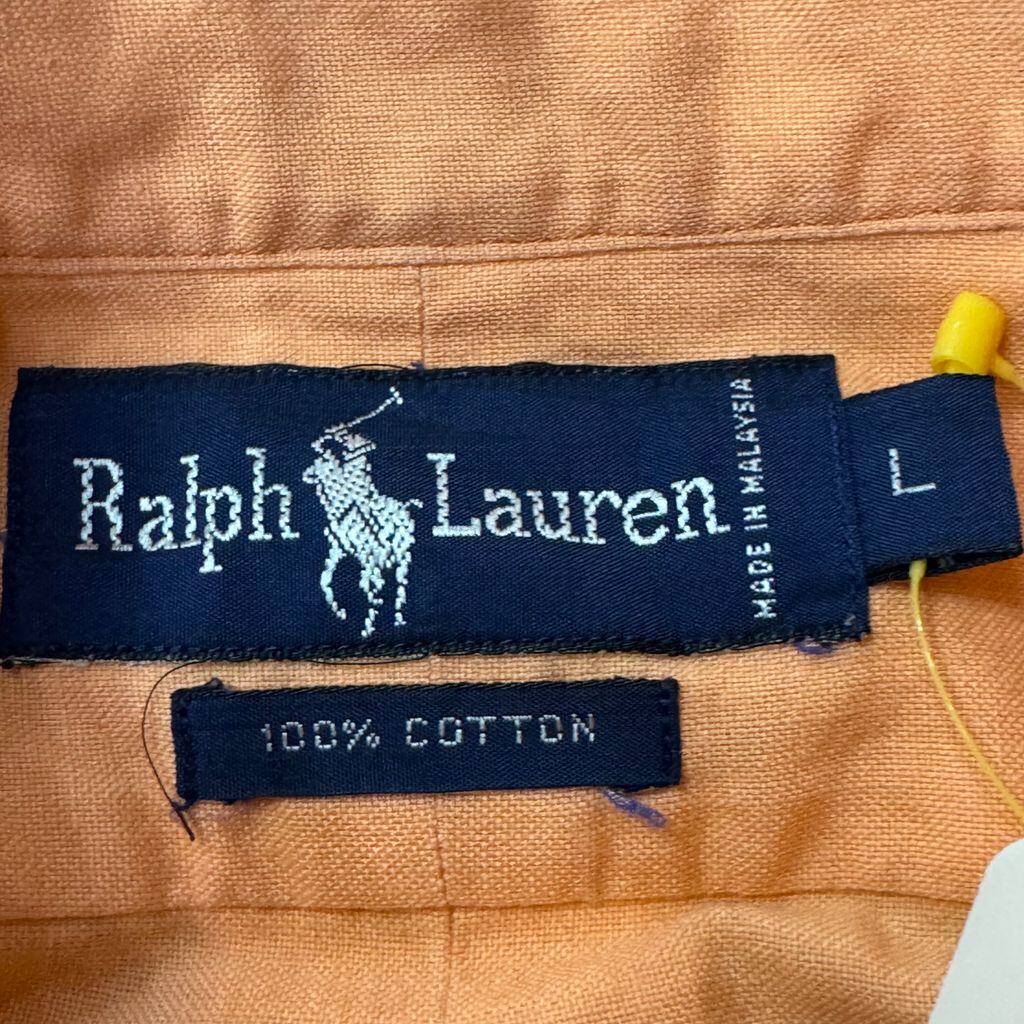 Ralph Lauren
MADE IN MALAYSIA
L
100% COTTON